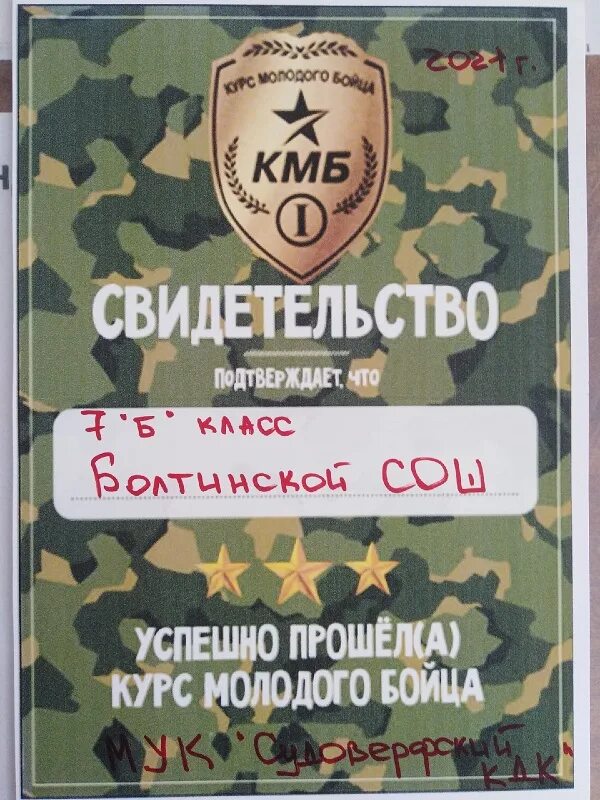 2021 г.
КУРС МОЛОДОГО БОЙЦА
КМБ
I
СВИДЕТЕЛЬСТВО
ПОДТВЕРЖДАЕТ, ЧТО
7 "Б" КЛАСС
Болтинской СОШ
УСПЕШНО ПРОШЁЛ(А)
КУРС МОЛОДОГО БОЙЦА
МУК "Судоверфский
КДК"